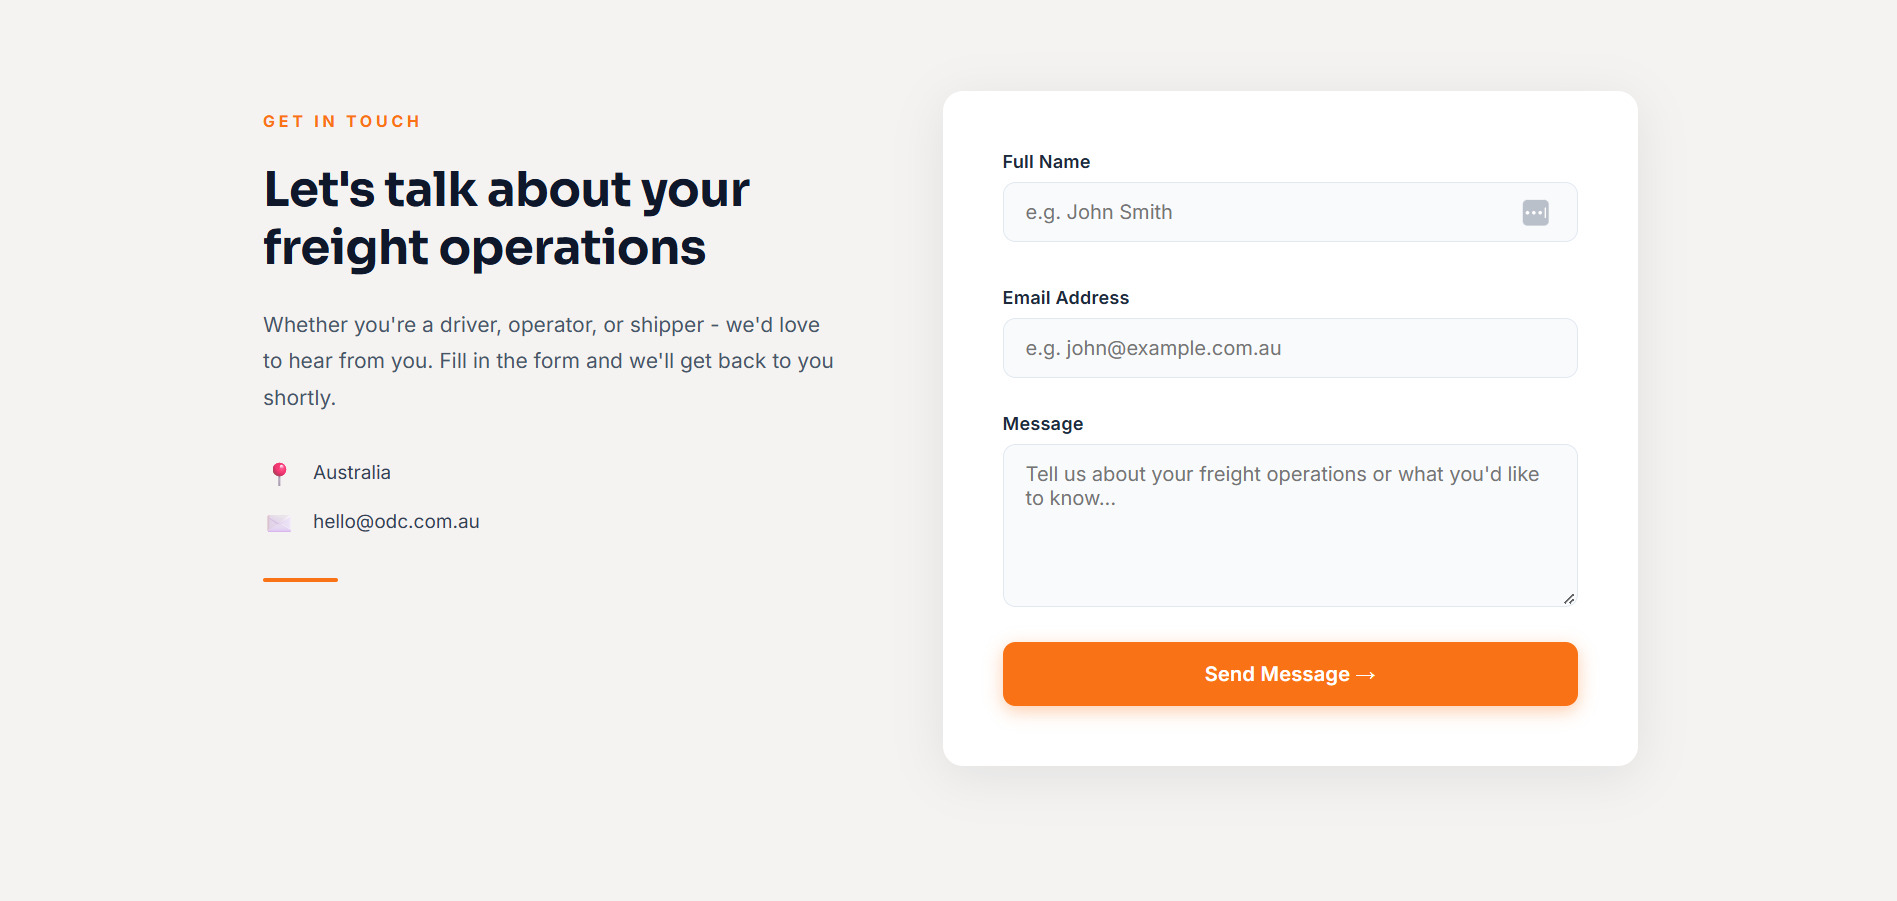 GET IN TOUCH
Let's talk about your
freight operations
Whether you're a driver, operator, or shipper - we'd love
to hear from you. Fill in the form and we'll get back to you
shortly.
Australia
hello@odc.com.au
Full Name
e.g. John Smith
Email Address
e.g. john@example.com.au
Message
Tell us about your freight operations or what you'd like
to know...
Send Message →